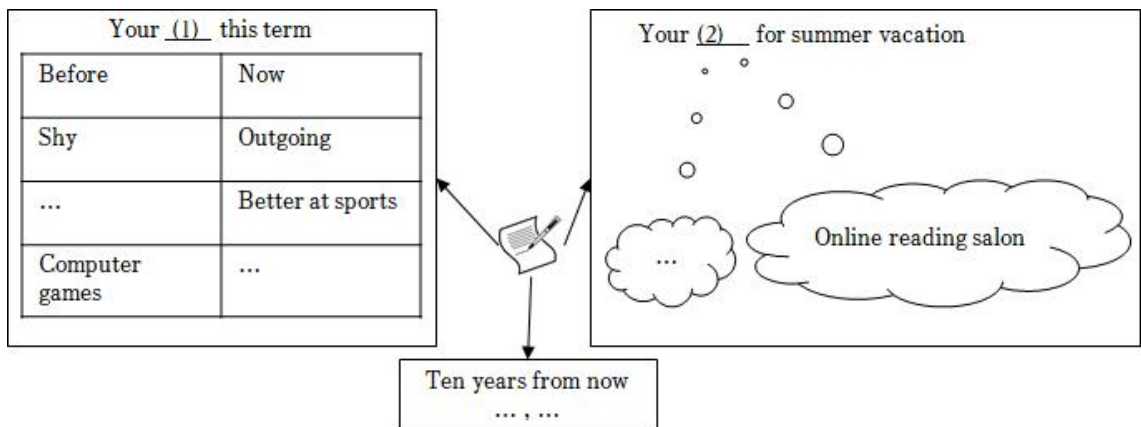 Your (1) this term
Before Now
Shy Outgoing
... Better at sports
Computer games ...
Your (2) for summer vacation
... Online reading salon
Ten years from now
... , ...